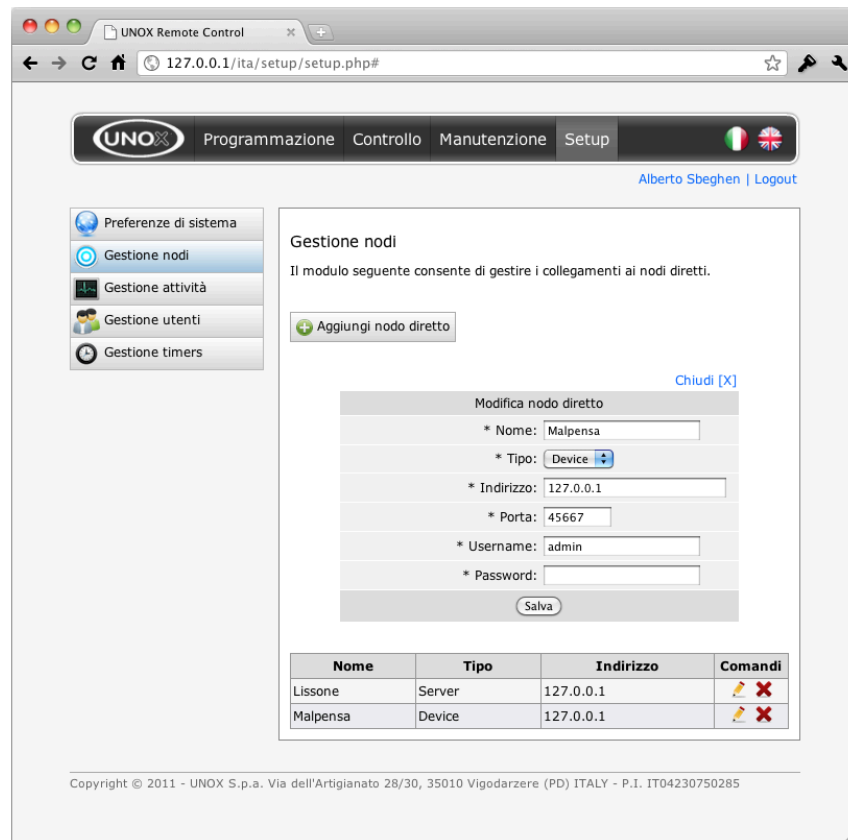 UNOX Remote Control
127.0.0.1/ita/setup/setup.php#
UNOX Programmazione Controllo Manutenzione Setup
Alberto Sbeghen | Logout
Preferenze di sistema
Gestione nodi
Gestione attività
Gestione utenti
Gestione timers
Gestione nodi
Il modulo seguente consente di gestire i collegamenti ai nodi diretti.
Aggiungi nodo diretto
Chiudi [X]
Modifica nodo diretto
* Nome: Malpensa
* Tipo: Device
* Indirizzo: 127.0.0.1
* Porta: 45667
* Username: admin
* Password:
Salva
Nome Tipo Indirizzo Comandi
Lissone Server 127.0.0.1
Malpensa Device 127.0.0.1
Copyright © 2011 - UNOX S.p.a. Via dell'Artigianato 28/30, 35010 Vigodarzere (PD) ITALY - P.I. IT04230750285